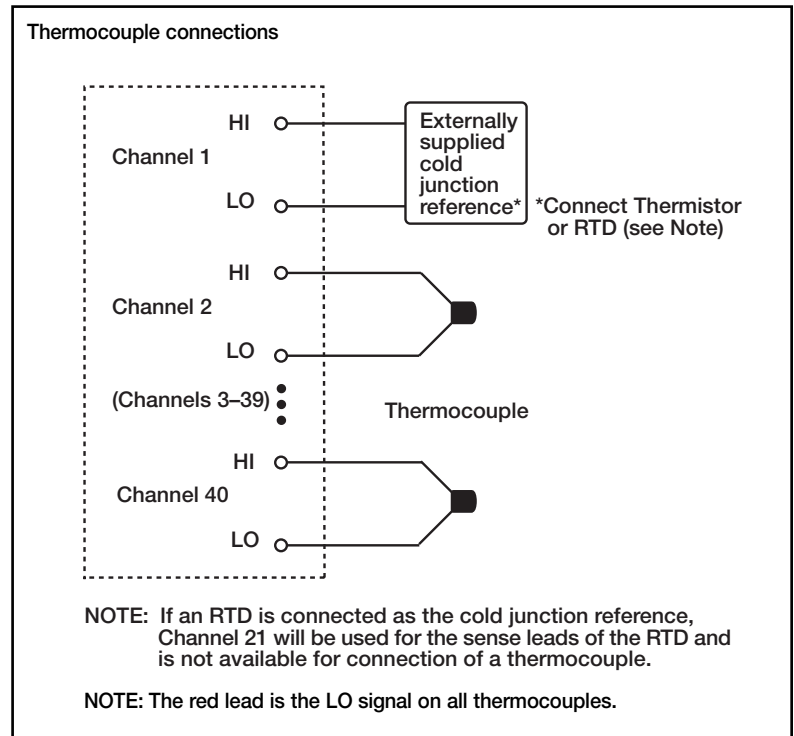 Thermocouple connections
HI
Channel 1
LO
Externally
supplied
cold
junction
reference*
*Connect Thermistor
or RTD (see Note)
HI
Channel 2
LO
(Channels 3–39)
Thermocouple
HI
Channel 40
LO
NOTE: If an RTD is connected as the cold junction reference,
Channel 21 will be used for the sense leads of the RTD and
is not available for connection of a thermocouple.
NOTE: The red lead is the LO signal on all thermocouples.